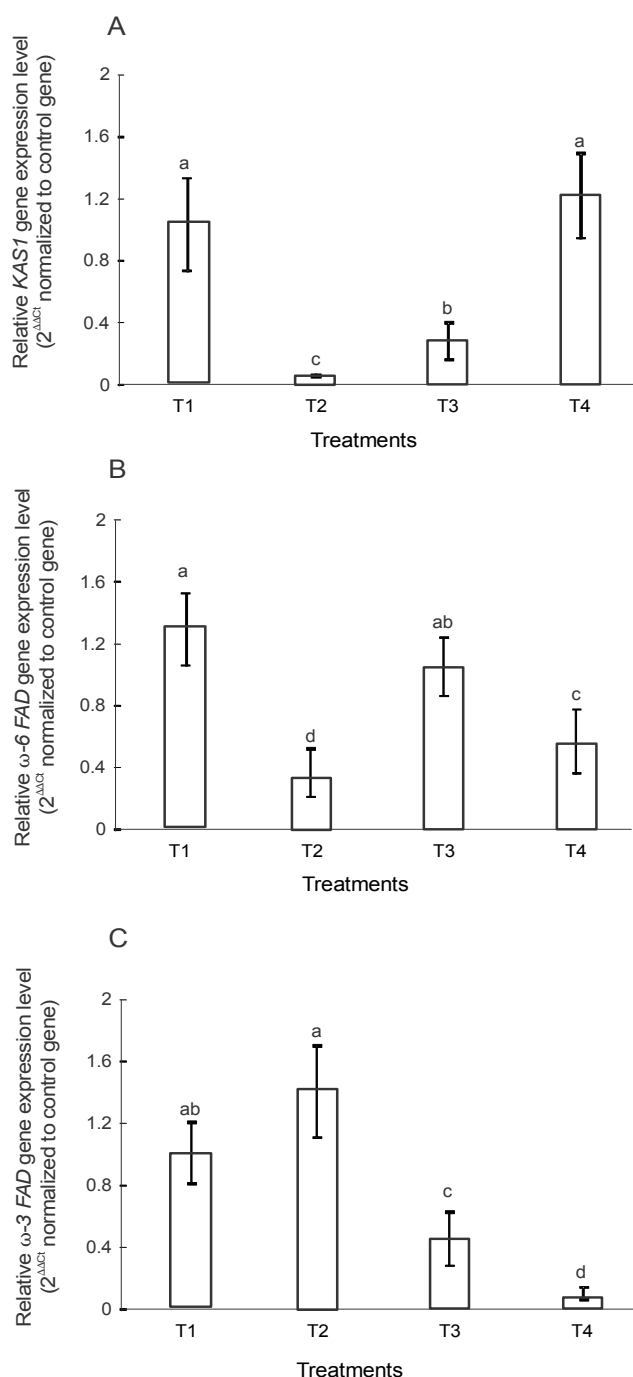 A
Relative KAS1 gene expression level
(2ΔΔCt normalized to control gene)
2
1.6
1.2
0.8
0.4
0
a
c
b
a
T1 T2 T3 T4
Treatments
B
Relative ω-6 FAD gene expression level
(2ΔΔCt normalized to control gene)
2
1.6
1.2
0.8
0.4
0
a
d
ab
c
T1 T2 T3 T4
Treatments
C
Relative ω-3 FAD gene expression level
(2ΔΔCt normalized to control gene)
2
1.6
1.2
0.8
0.4
0
ab
a
c
d
T1 T2 T3 T4
Treatments